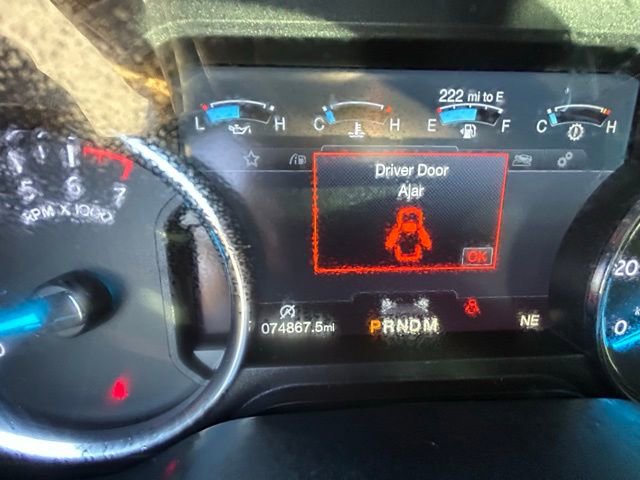 222 mi to E
L H C H E F C H
Driver Door
Ajar
OK
5 6 7
RPM X 1000
074867.5mi
PRNDM
NE
20
0